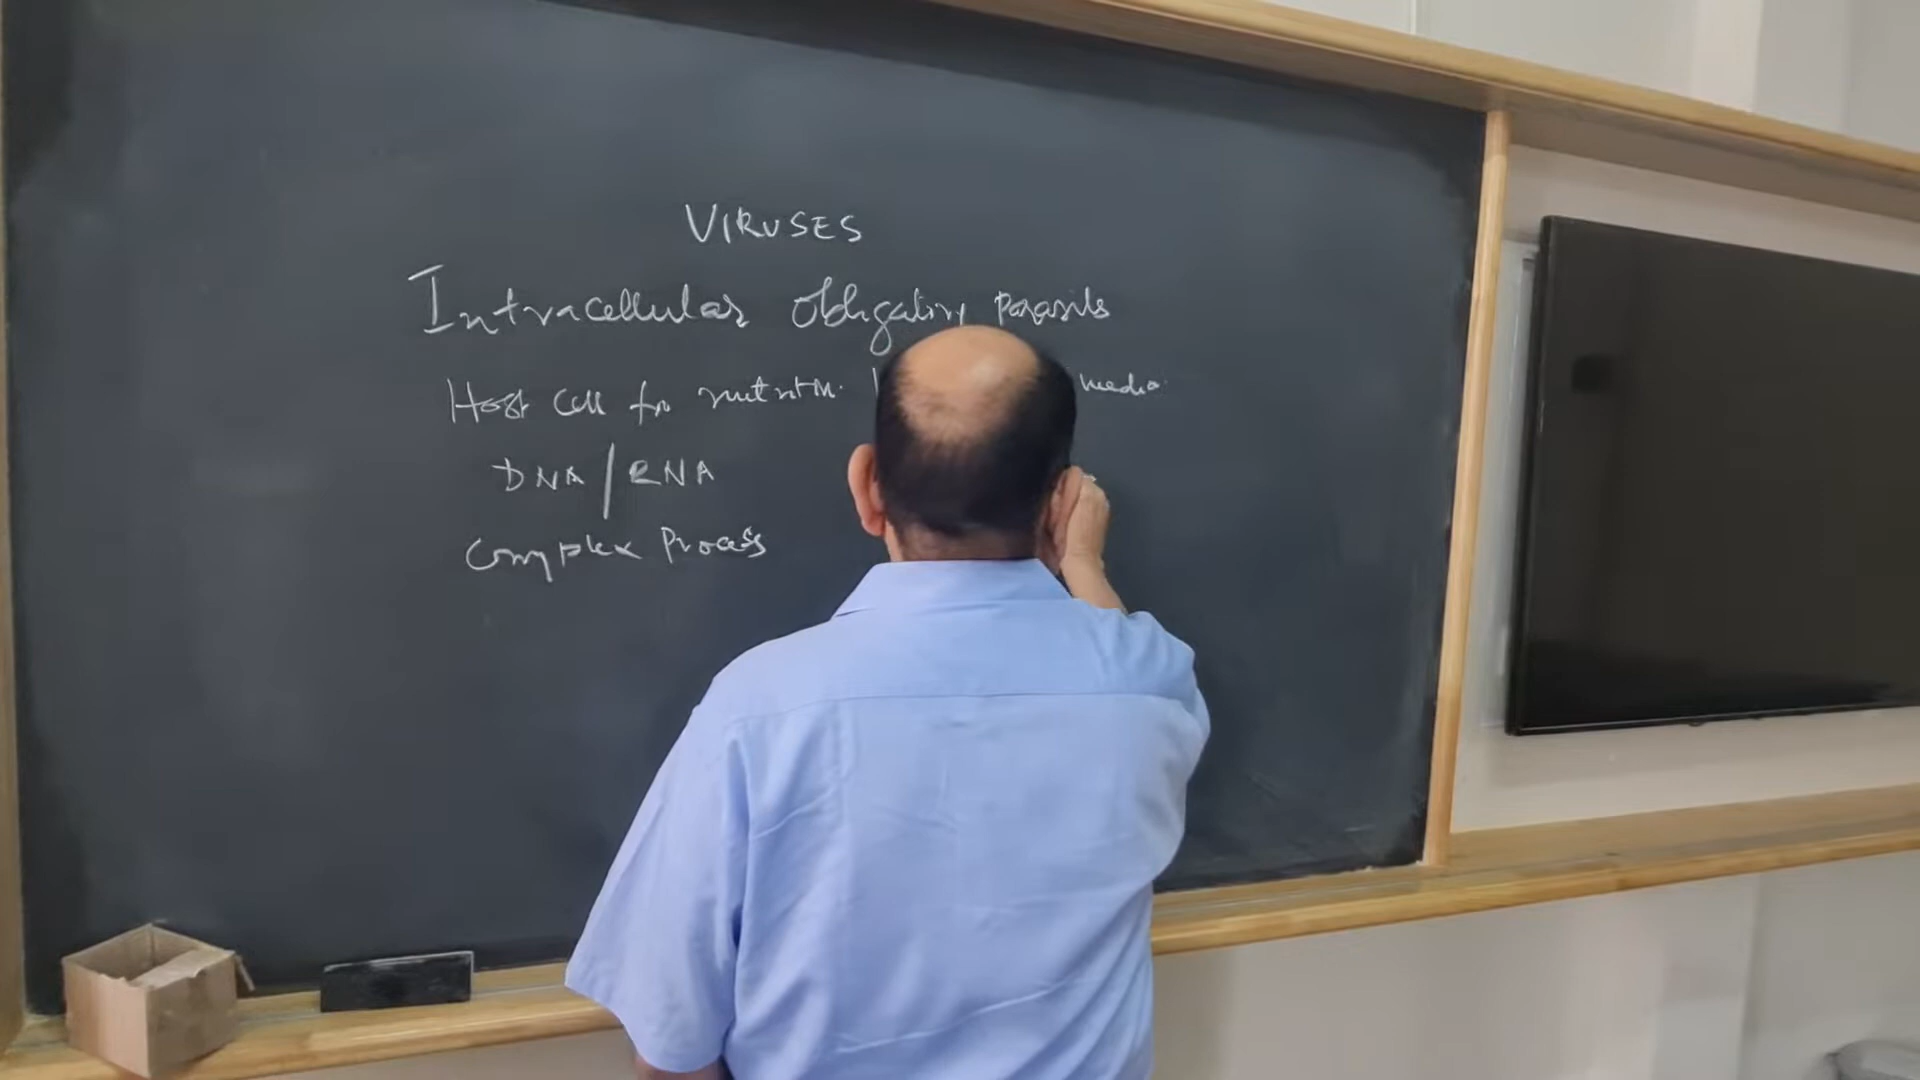 VIRUSES
Intracellular obligatory parasites
Host cell for nutrition. media.
DNA / RNA
Complex Process